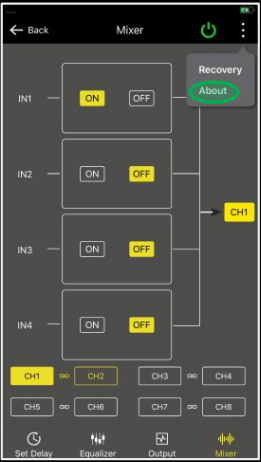 Back Mixer
Recovery
About
IN1 ON OFF
IN2 ON OFF
CH1
IN3 ON OFF
IN4 ON OFF
CH1 CH2 CH3 CH4
CH5 CH6 CH7 CH8
Set Delay Equalizer Output Mixer